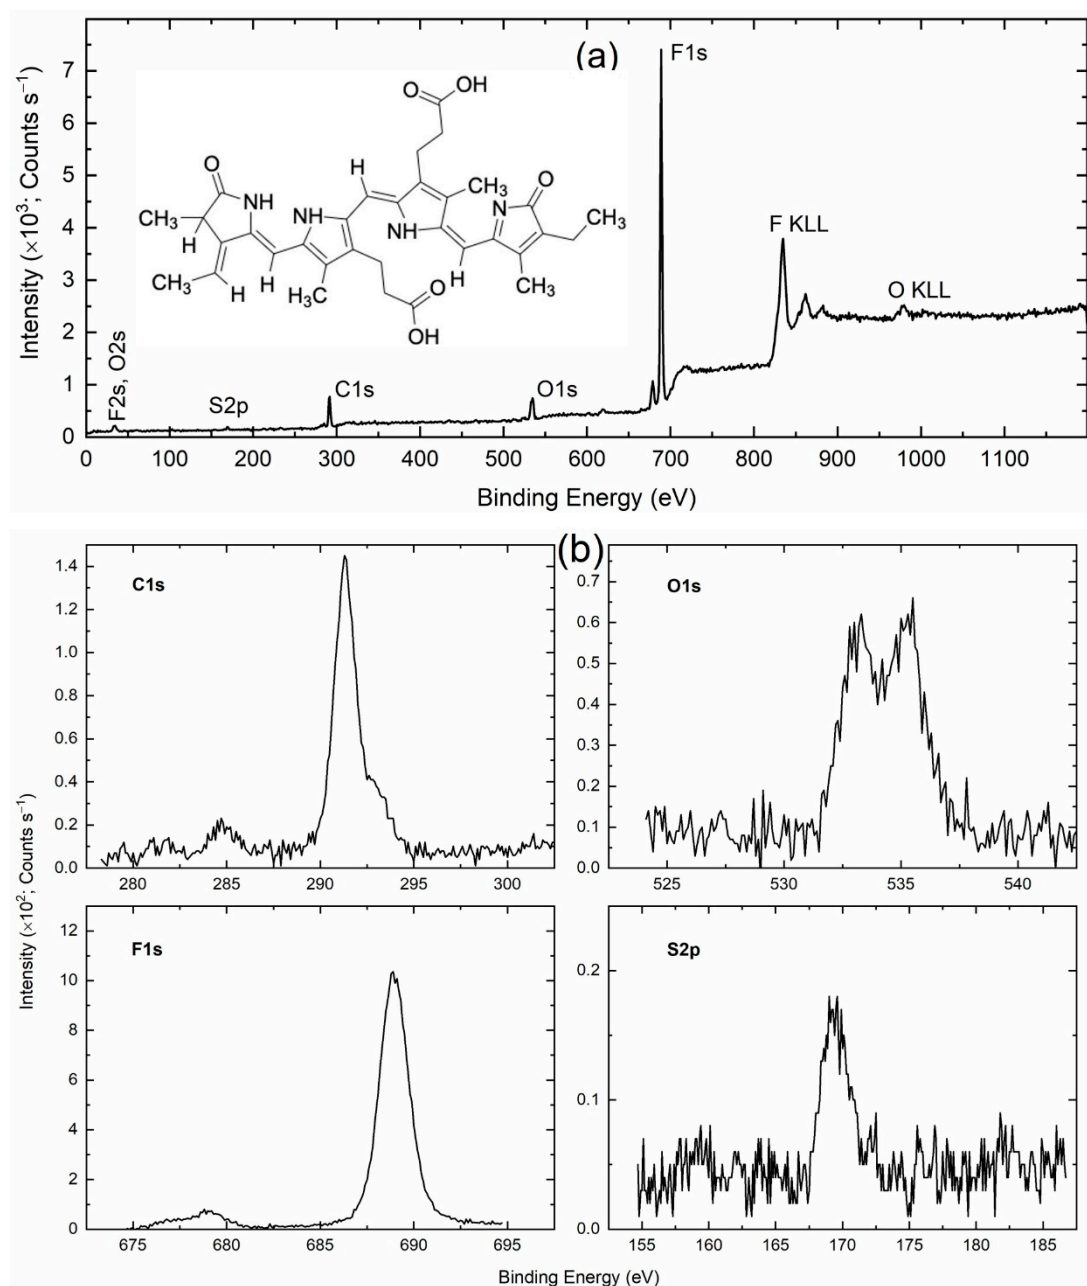 (a)
Intensity (×10³; Counts s⁻¹)
7
6
5
4
3
2
1
0
F1s
F KLL
O KLL
C1s
O1s
S2p
F2s, O2s
O
OH
H
O
NH
CH₃
H
NH
N
O
CH₃
CH₃
NH
H
H
H₃C
CH₃
CH₃
H
O
OH
0 100 200 300 400 500 600 700 800 900 1000 1100
Binding Energy (eV)
(b)
Intensity (×10²; Counts s⁻¹)
C1s
1.4
1.2
1.0
0.8
0.6
0.4
0.2
0.0
280 285 290 295 300
O1s
0.7
0.6
0.5
0.4
0.3
0.2
0.1
0.0
525 530 535 540
F1s
12
10
8
6
4
2
0
675 680 685 690 695
S2p
0.2
0.1
0.0
155 160 165 170 175 180 185
Binding Energy (eV)